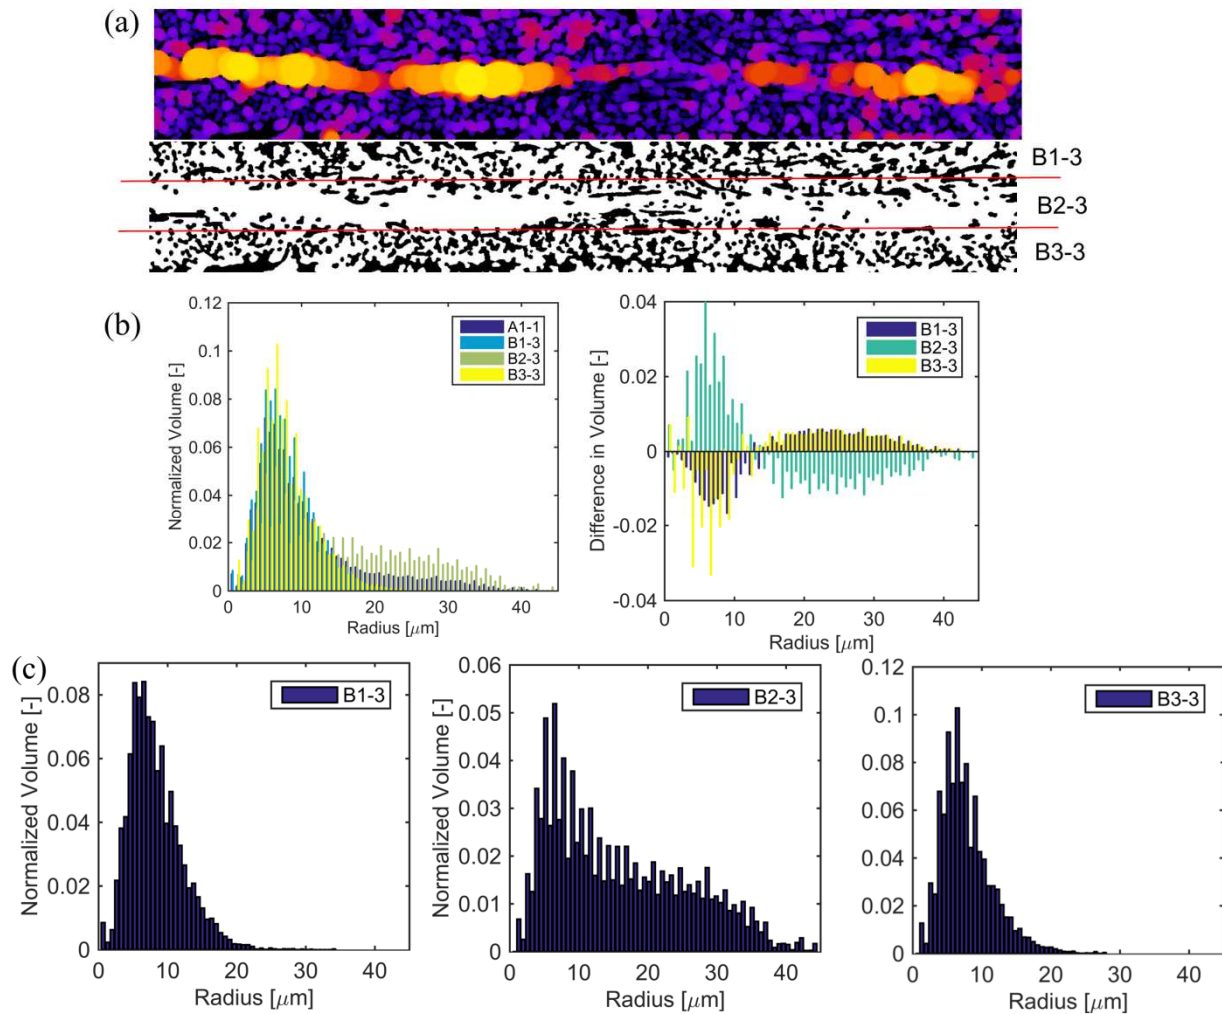 (a)
B1-3
B2-3
B3-3
(b)
0.12
0.1
0.08
0.06
0.04
0.02
0
0 10 20 30 40
Normalized Volume [-]
Radius [μm]
A1-1
B1-3
B2-3
B3-3
0.04
0.02
0
-0.02
-0.04
0 10 20 30 40
Difference in Volume [-]
Radius [μm]
B1-3
B2-3
B3-3
(c)
0.08
0.06
0.04
0.02
0
0 10 20 30 40
Normalized Volume [-]
Radius [μm]
B1-3
0.06
0.05
0.04
0.03
0.02
0.01
0
0 10 20 30 40
Normalized Volume [-]
Radius [μm]
B2-3
0.12
0.1
0.08
0.06
0.04
0.02
0
0 10 20 30 40
Radius [μm]
B3-3